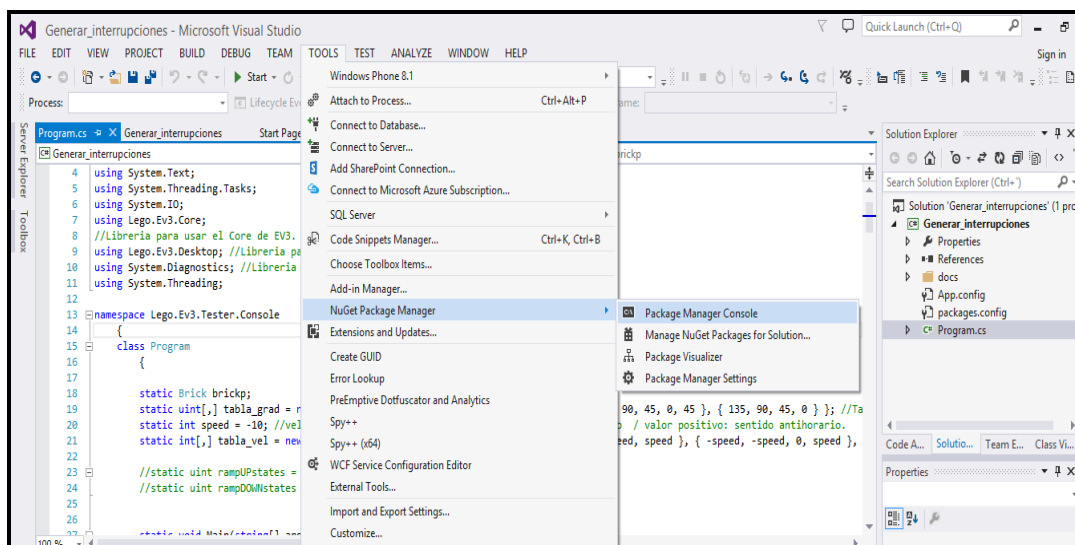 Generar_interrupciones - Microsoft Visual Studio
Quick Launch (Ctrl+Q)
FILE EDIT VIEW PROJECT BUILD DEBUG TEAM TOOLS TEST ANALYZE WINDOW HELP
Sign in
Start
Process:
Lifecycle Eve
ame:
Server Explorer
Toolbox
Program.cs
Generar_interrupciones
Start Page
Generar_interrupciones
brickp
4 using System.Text;
5 using System.Threading.Tasks;
6 using System.IO;
7 using Lego.Ev3.Core;
8 //Libreria para usar el Core de EV3.
9 using Lego.Ev3.Desktop; //Libreria pa
10 using System.Diagnostics; //Libreria
11 using System.Threading;
12
13 namespace Lego.Ev3.Tester.Console
14 {
15 class Program
16 {
17
18 static Brick brickp;
19 static uint[,] tabla_grad = n 90, 45, 0, 45 }, { 135, 90, 45, 0 } }; //Ta
20 static int speed = -10; //vel o / valor positivo: sentido antihorario.
21 static int[,] tabla_vel = new eed, speed }, { -speed, -speed, 0, speed },
22
23 //static uint rampUPstates =
24 //static uint rampDOWNstates
25
26
27 static void Main(string[] arg
100 %
Windows Phone 8.1
Attach to Process... Ctrl+Alt+P
Connect to Database...
Connect to Server...
Add SharePoint Connection...
Connect to Microsoft Azure Subscription...
SQL Server
Code Snippets Manager... Ctrl+K, Ctrl+B
Choose Toolbox Items...
Add-in Manager...
NuGet Package Manager
Extensions and Updates...
Create GUID
Error Lookup
PreEmptive Dotfuscator and Analytics
Spy++
Spy++ (x64)
WCF Service Configuration Editor
External Tools...
Import and Export Settings...
Customize...
Package Manager Console
Manage NuGet Packages for Solution...
Package Visualizer
Package Manager Settings
Solution Explorer
Search Solution Explorer (Ctrl+¨)
Solution 'Generar_interrupciones' (1 pro
Generar_interrupciones
Properties
References
docs
App.config
packages.config
Program.cs
Code A... Solutio... Team E... Class Vi...
Properties